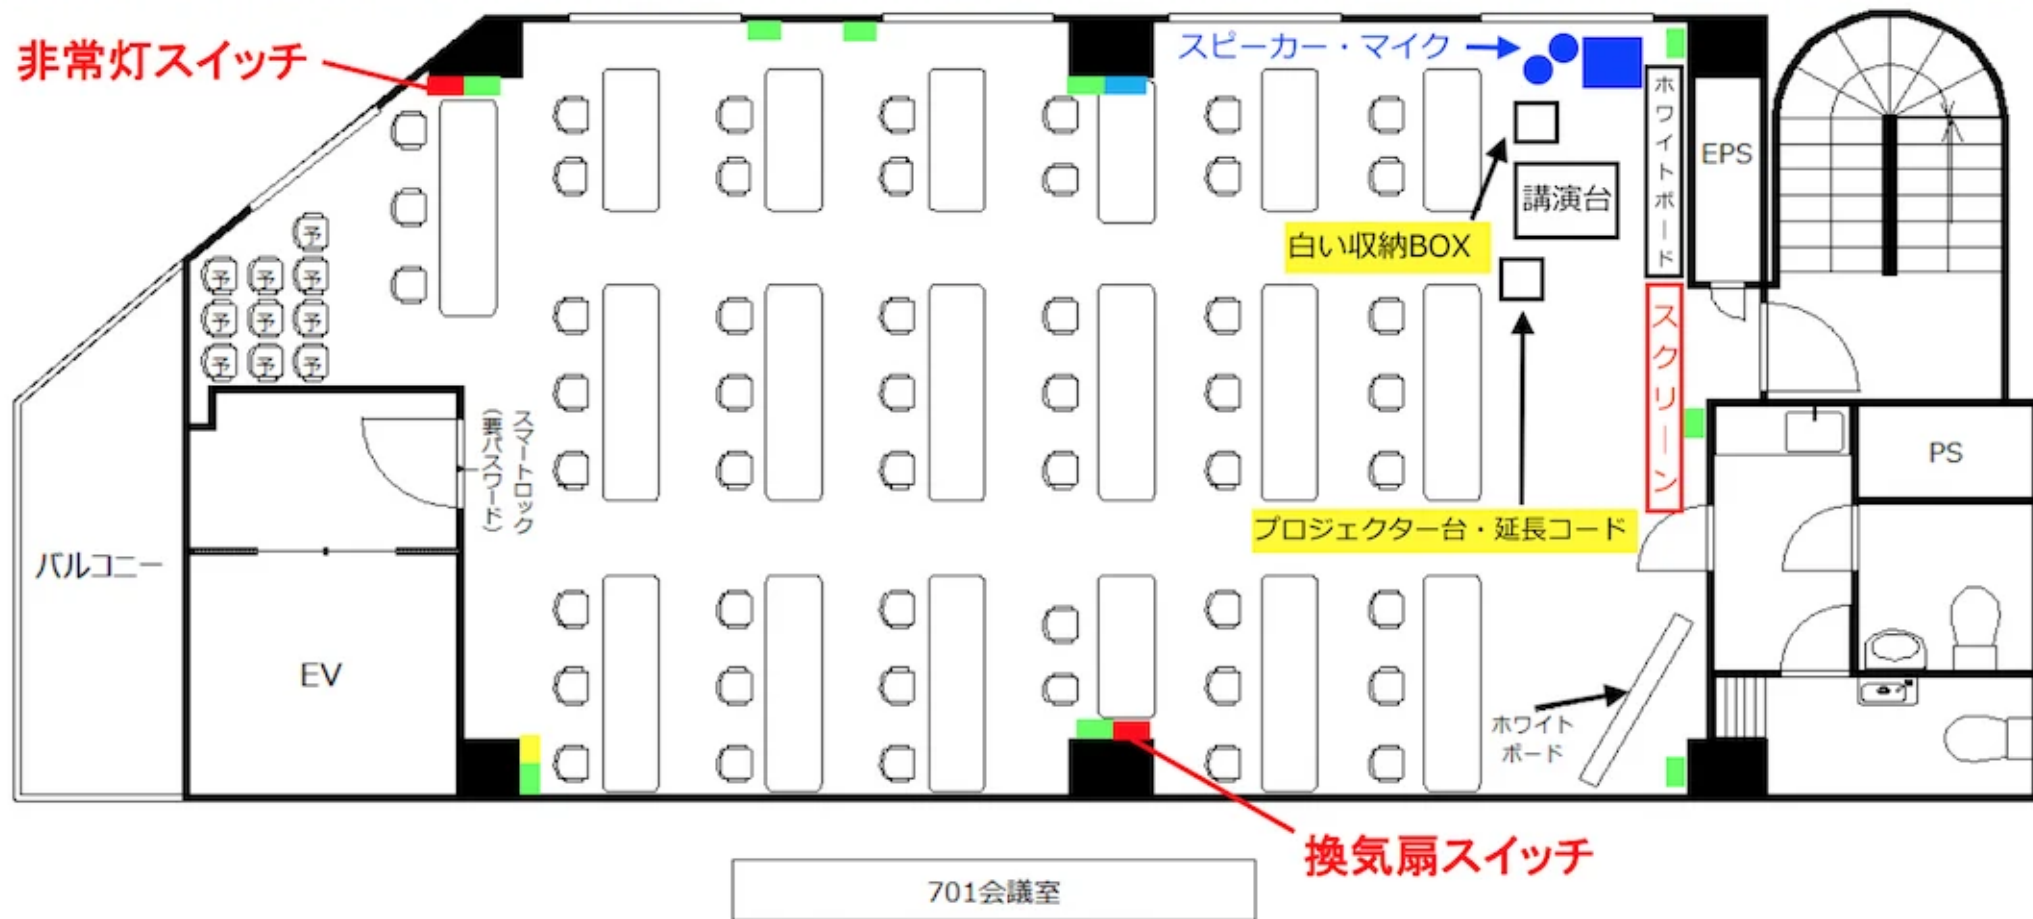 非常灯スイッチ
スピーカー・マイク
ホワイトボード
EPS
講演台
白い収納BOX
予
予
予
予
予
予
予
予
予
予
スクリーン
スマートロック
(要パスワード)
PS
プロジェクター台・延長コード
バルコニー
EV
ホワイト
ボード
換気扇スイッチ
701会議室